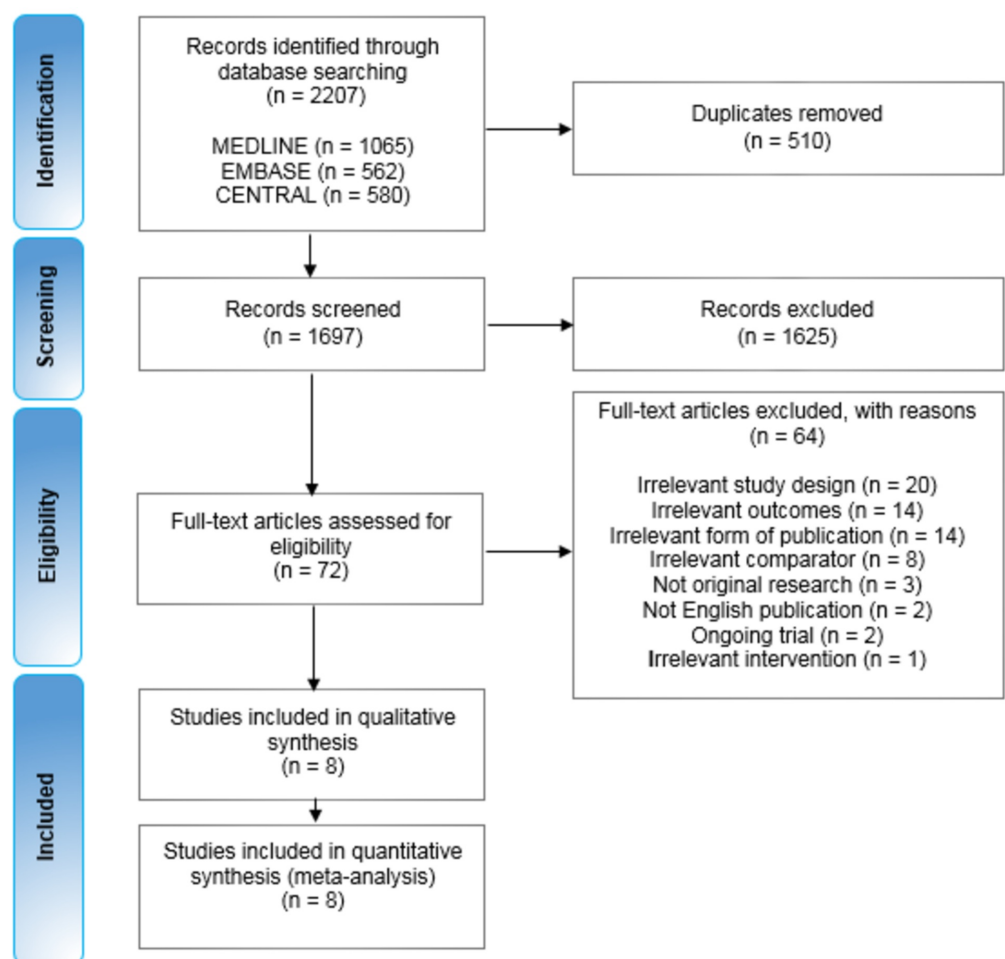 Identification
Records identified through
database searching
(n = 2207)
MEDLINE (n = 1065)
EMBASE (n = 562)
CENTRAL (n = 580)
Duplicates removed
(n = 510)
Screening
Records screened
(n = 1697)
Records excluded
(n = 1625)
Eligibility
Full-text articles assessed for
eligibility
(n = 72)
Full-text articles excluded, with reasons
(n = 64)
Irrelevant study design (n = 20)
Irrelevant outcomes (n = 14)
Irrelevant form of publication (n = 14)
Irrelevant comparator (n = 8)
Not original research (n = 3)
Not English publication (n = 2)
Ongoing trial (n = 2)
Irrelevant intervention (n = 1)
Included
Studies included in qualitative
synthesis
(n = 8)
Studies included in quantitative
synthesis (meta-analysis)
(n = 8)